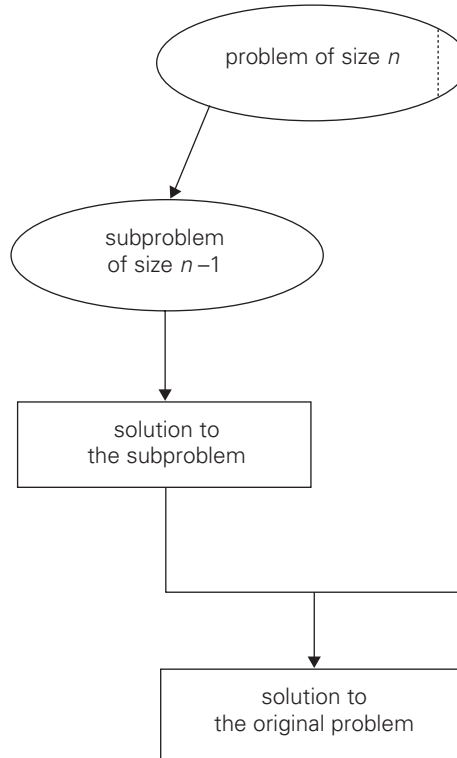 problem of size n
subproblem
of size n –1
solution to
the subproblem
solution to
the original problem